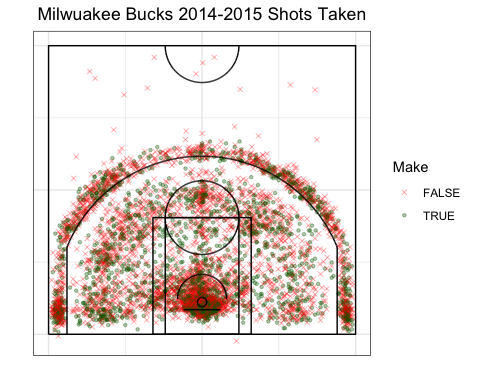 Milwuakee Bucks 2014-2015 Shots Taken
Make
FALSE
TRUE